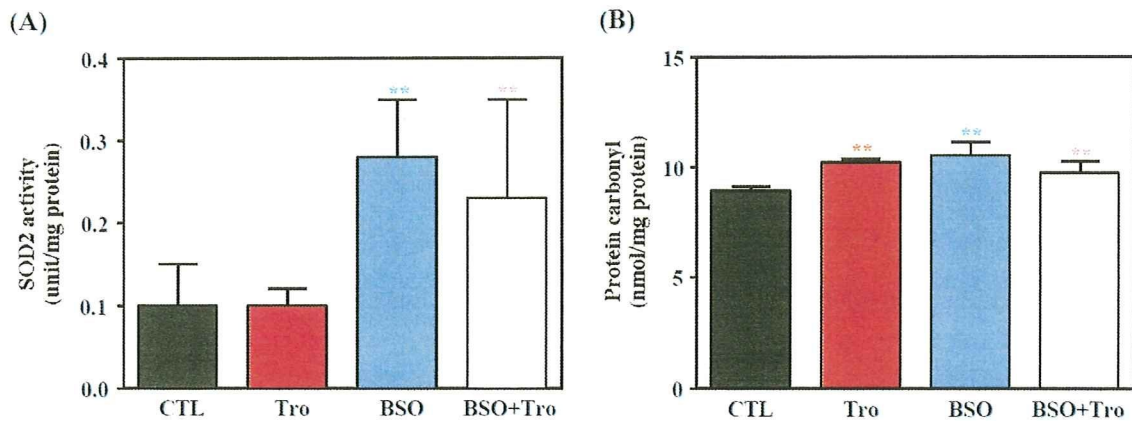 (A)
SOD2 activity
(unit/mg protein)
0.4
0.3
0.2
0.1
0.0
**
**
CTL
Tro
BSO
BSO+Tro
(B)
Protein carbonyl
(nmol/mg protein)
15
10
5
0
**
**
**
CTL
Tro
BSO
BSO+Tro